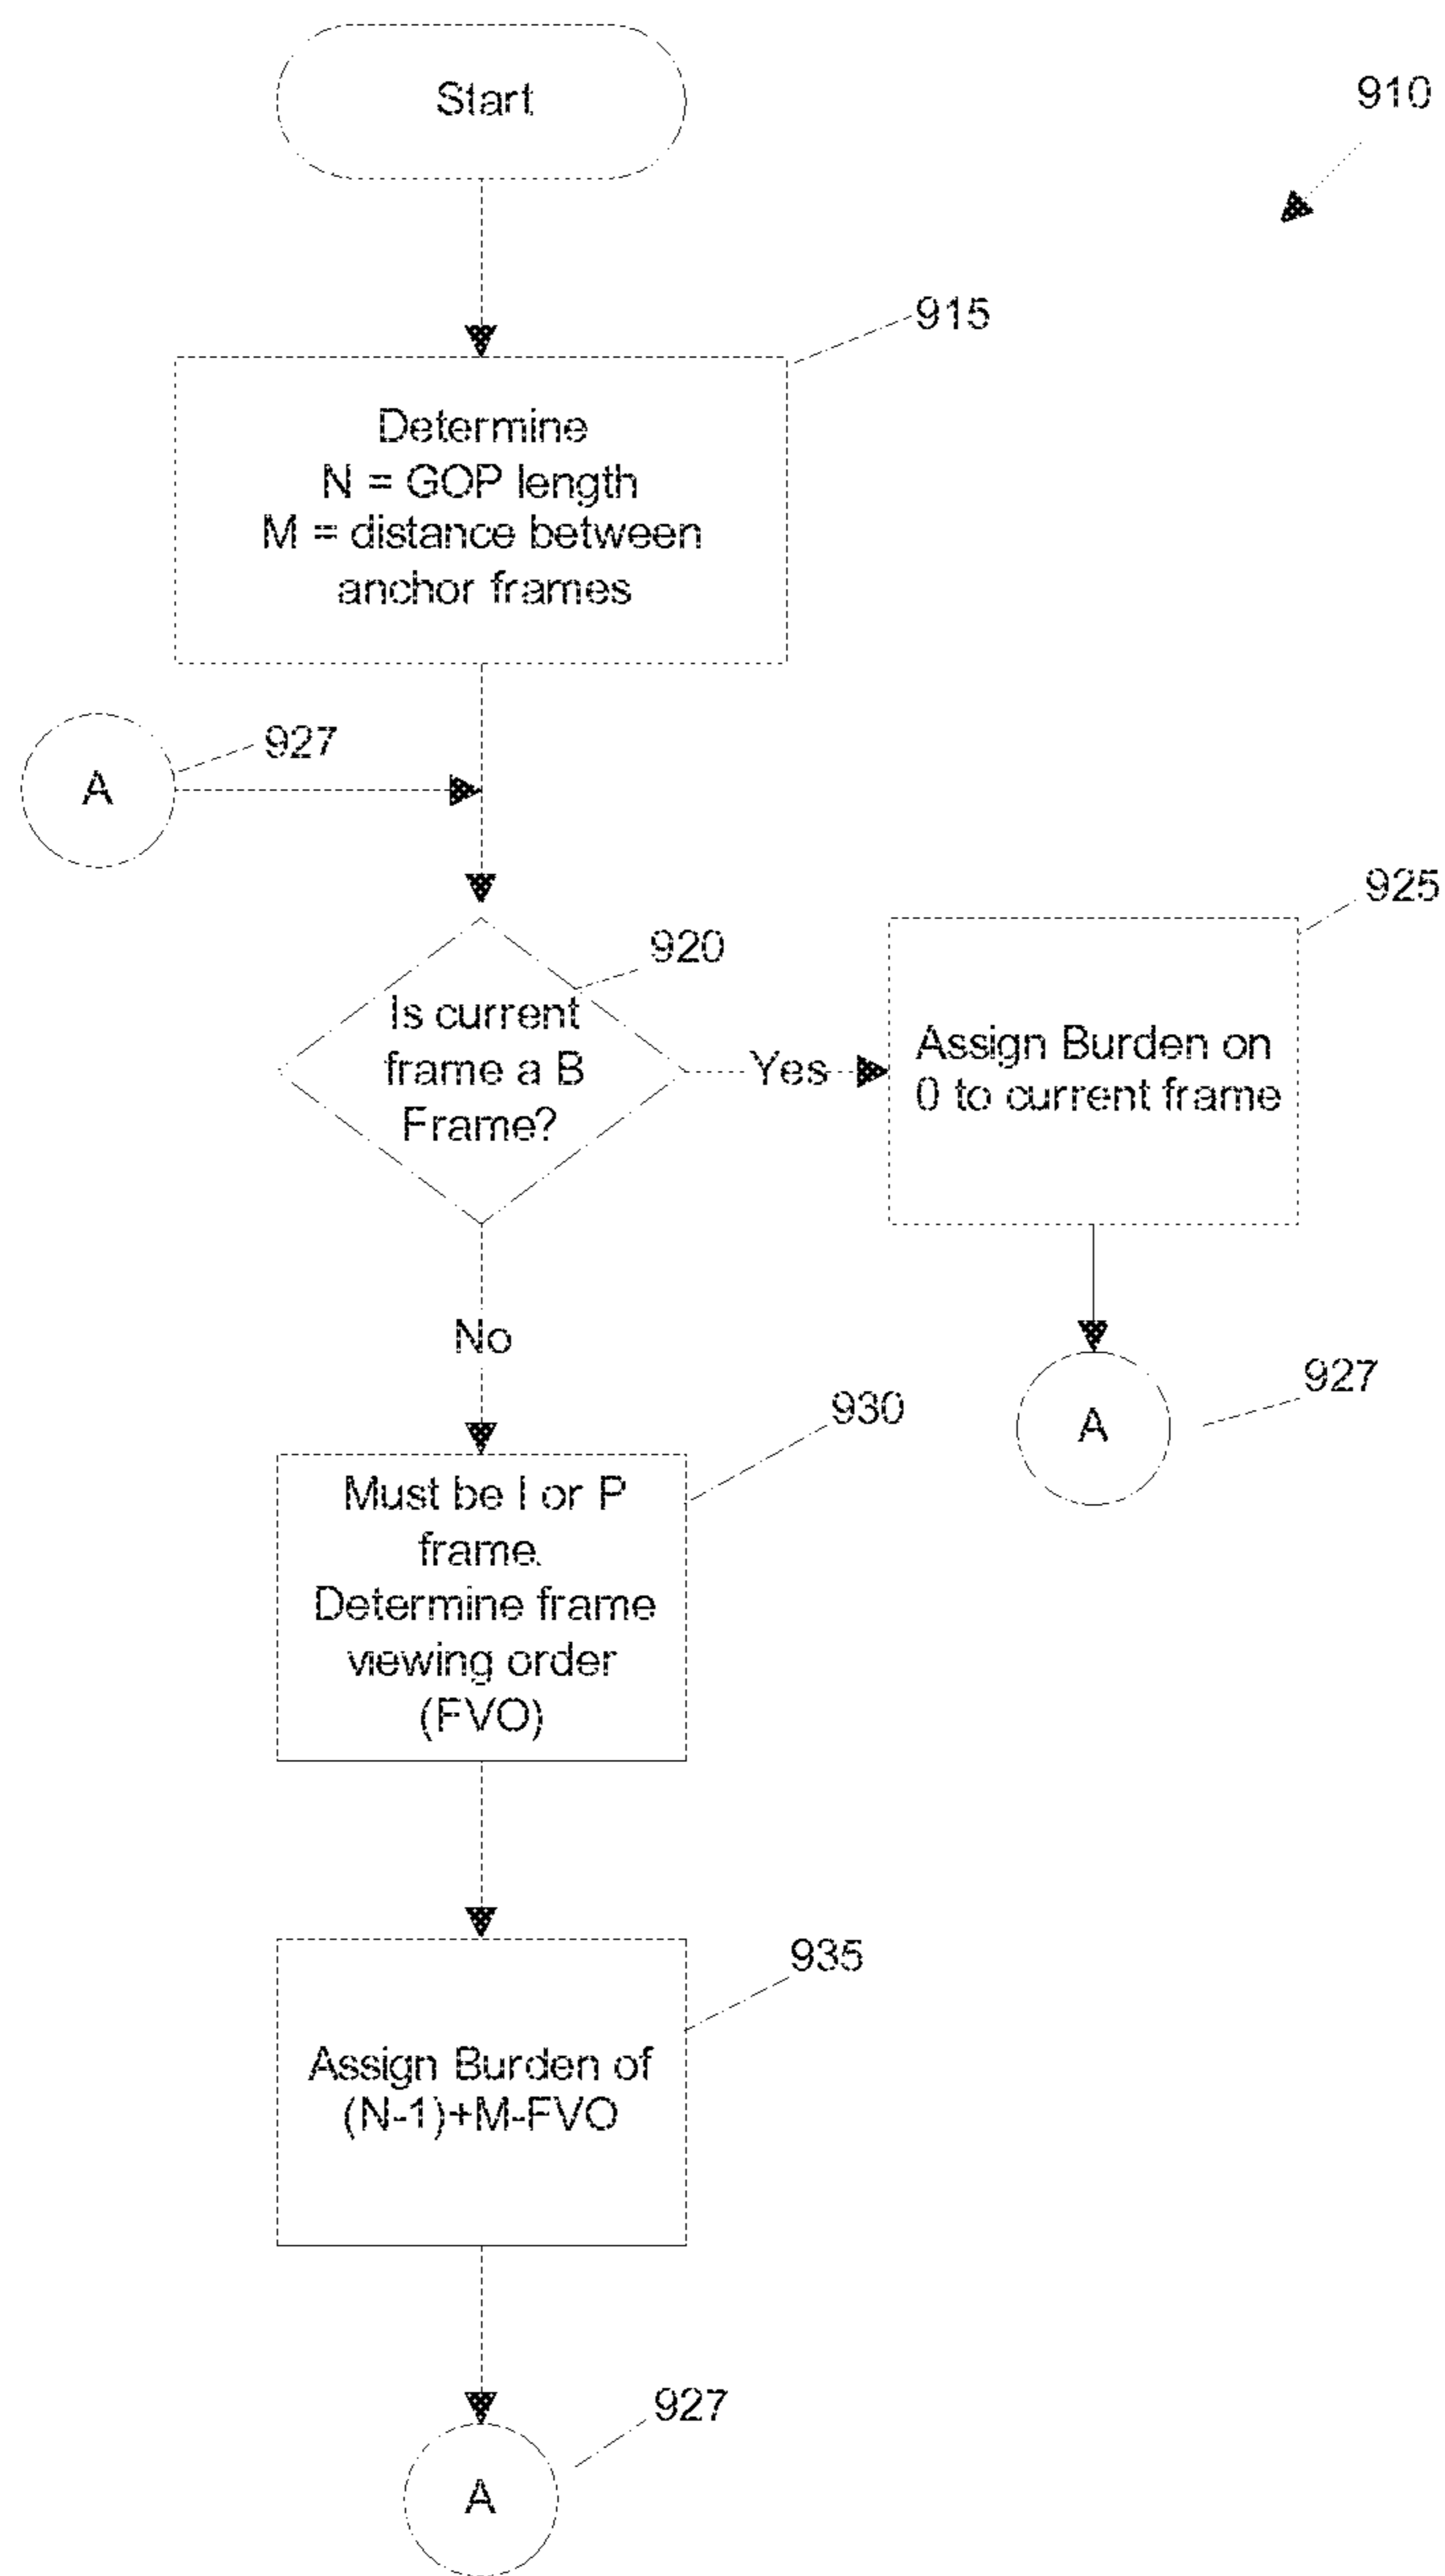 Start
910
915
Determine
N = GOP length
M = distance between
anchor frames
927
A
925
920
Is current
frame a B
Frame?
Yes
Assign Burden on
0 to current frame
No
927
A
930
Must be I or P
frame.
Determine frame
viewing order
(FVO)
935
Assign Burden of
(N-1)+M-FVO
927
A